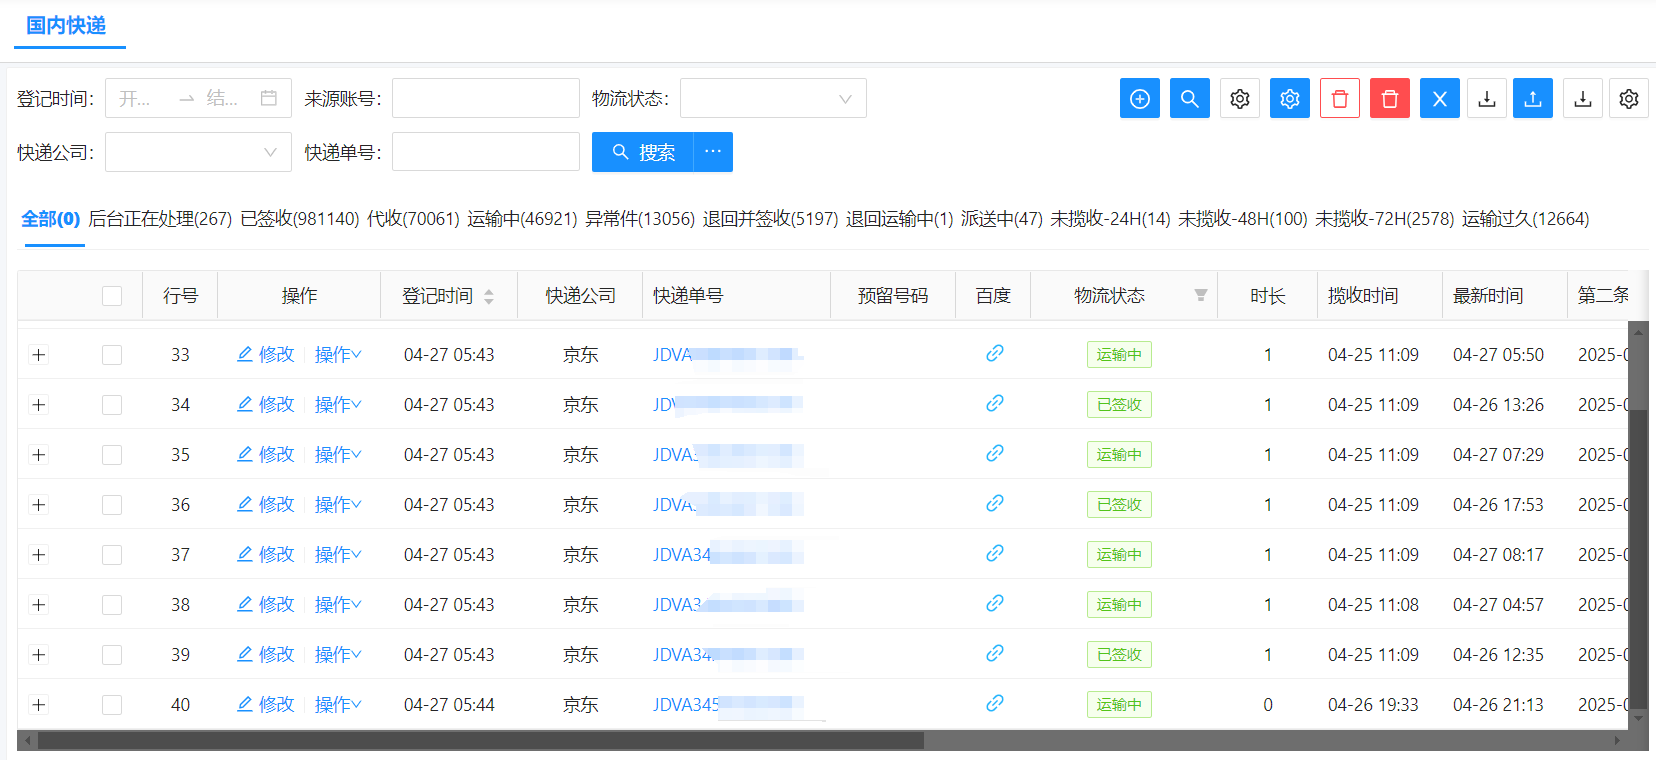 国内快递
登记时间: 开... 结... 来源账号: 物流状态:
快递公司: 快递单号: 搜索 ···
全部(0) 后台正在处理(267) 已签收(981140) 代收(70061) 运输中(46921) 异常件(13056) 退回并签收(5197) 退回运输中(1) 派送中(47) 未揽收-24H(14) 未揽收-48H(100) 未揽收-72H(2578) 运输过久(12664)
行号 操作 登记时间 快递公司 快递单号 预留号码 百度 物流状态 时长 揽收时间 最新时间 第二条
33 修改 操作 04-27 05:43 京东 JDVA 运输中 1 04-25 11:09 04-27 05:50 2025-0
34 修改 操作 04-27 05:43 京东 JDV 已签收 1 04-25 11:09 04-26 13:26 2025-0
35 修改 操作 04-27 05:43 京东 JDVA 运输中 1 04-25 11:09 04-27 07:29 2025-0
36 修改 操作 04-27 05:43 京东 JDVA 已签收 1 04-25 11:09 04-26 17:53 2025-0
37 修改 操作 04-27 05:43 京东 JDVA34 运输中 1 04-25 11:09 04-27 08:17 2025-0
38 修改 操作 04-27 05:43 京东 JDVA3 运输中 1 04-25 11:08 04-27 04:57 2025-0
39 修改 操作 04-27 05:43 京东 JDVA34 已签收 1 04-25 11:09 04-26 12:35 2025-0
40 修改 操作 04-27 05:44 京东 JDVA345 运输中 0 04-26 19:33 04-26 21:13 2025-0